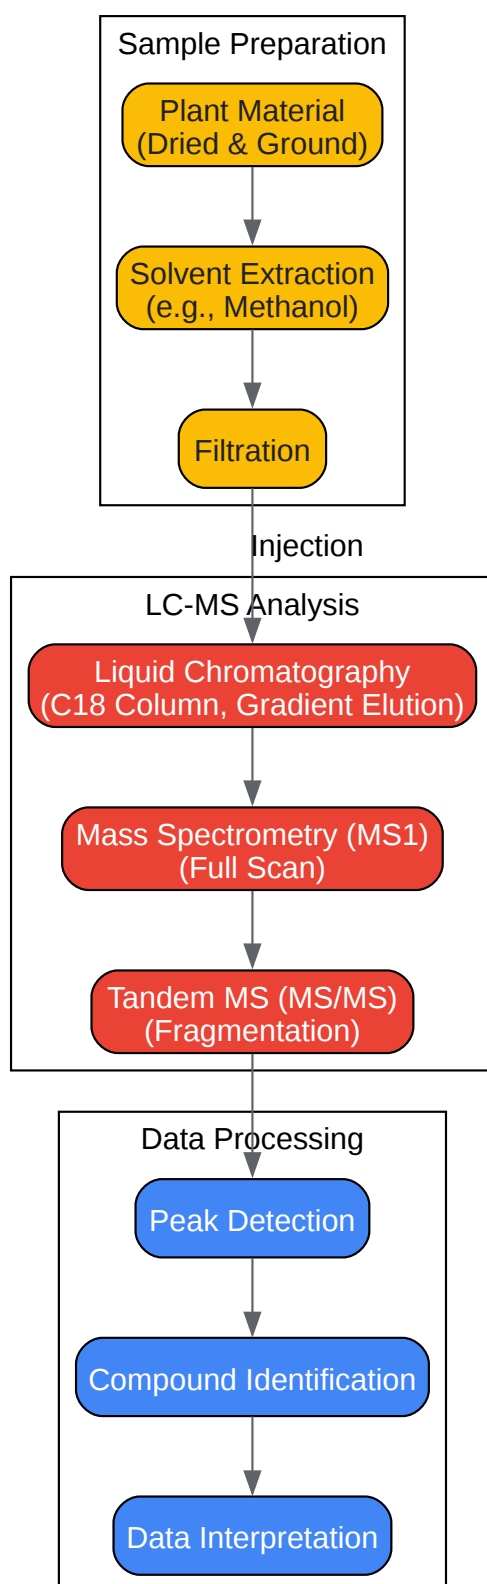 Sample Preparation
Plant Material
(Dried & Ground)
Solvent Extraction
(e.g., Methanol)
Filtration
Injection
LC-MS Analysis
Liquid Chromatography
(C18 Column, Gradient Elution)
Mass Spectrometry (MS1)
(Full Scan)
Tandem MS (MS/MS)
(Fragmentation)
Data Processing
Peak Detection
Compound Identification
Data Interpretation